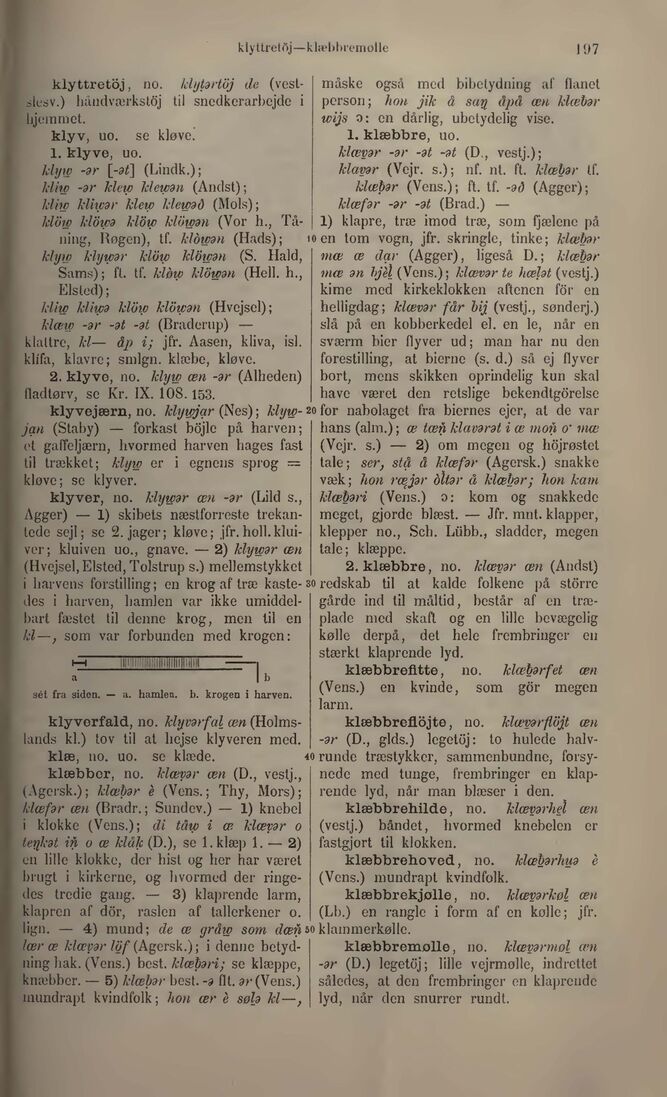 klyttretöj—klæbbremolle 197
klyttretöj, no. klytərtöj de (vest-
slesv.) håndværkstöj til snedkerarbejde i
hjemmet.
klyv, uo. se kløve.
1. klyve, uo.
klyw -ər [-ət] (Lindk.);
kliw -ər klew klewən (Andst);
kliw kliwər klew klewəð (Mols);
klöw klöwə klöw klöwən (Vor h., Tå-
ning, Røgen), tf. klòwən (Hads);
klyw klywər klöw klöwən (S. Hald,
Sams); ft. tf. klòw klöwən (Hell. h.,
Elsted);
kliw kliwə klöw klöwən (Hvejsel);
klæw -ər -ət -ət (Braderup) —
klattre, kl— åp i; jfr. Aasen, kliva, isl.
klífa, klavre; smlgn. klæbe, kløve.
2. klyve, no. klyw æn -ər (Alheden)
fladtørv, se Kr. IX. 108. 153.
klyvejærn, no. klywjar (Nes); klyw-
jan (Staby) — forkast böjle på harven;
et gaffeljærn, hvormed harven hages fast
til trækket; klyw er i egnens sprog =
kløve; se klyver.
klyver, no. klywər æn -ər (Lild s.,
Agger) — 1) skibets næstforreste trekan-
tede sejl; se 2. jager; kløve; jfr. holl. klui-
ver; kluiven uo., gnave. — 2) klywər æn
(Hvejsel, Elsted, Tolstrup s.) mellemstykket
i harvens forstilling; en krog af træ kaste-
des i harven, hamlen var ikke umiddel-
bart fæstet til denne krog, men til en
kl—, som var forbunden med krogen:
a b
sét fra siden. — a. hamlen. b. krogen i harven.
klyverfald, no. klyvərfal æn (Holms-
lands kl.) tov til at hejse klyveren med.
klæ, no. uo. se klæde.
klæbber, no. klævər æn (D., vestj.,
(Agersk.); klæbər è (Vens.; Thy, Mors);
klæfər æn (Bradr.; Sundev.) — 1) knebel
i klokke (Vens.); di tåw i æ klævər o
teŋkət iṅ o æ klåk (D.), se 1. klæp 1. — 2)
en lille klokke, der hist og her har været
brugt i kirkerne, og hvormed der ringe-
des tredie gang. — 3) klaprende larm,
klapren af dör, raslen af tallerkener o.
lign. — 4) mund; de æ gråw som dæṅ
lær æ klævər löf (Agersk.); i denne betyd-
ning hak. (Vens.) best. klæbəri; se klæppe,
knæbber. — 5) klæbər best. -ə flt. ər (Vens.)
mundrapt kvindfolk; hon ær è sølə kl—,
måske også med bibetydning af flanet
person; hon jik å saŋ åpå æn klæbər
wijs ɔ: en dårlig, ubetydelig vise.
1. klæbbre, uo.
klævər -ər -ət -ət (D., vestj.);
klavər (Vejr. s.); nf. nt. ft. klæbər tf.
klæbər (Vens.); ft. tf. -əð (Agger);
klæfər -ər -ət (Brad.) —
1) klapre, træ imod træ, som fjælene på
10 en tom vogn, jfr. skringle, tinke; klæbər
mæ æ dar (Agger), ligeså D.; klæbər
mæ æn bjèl (Vens.); klævər te hælət (vestj.)
kime med kirkeklokken aftenen för en
helligdag; klævər får bij (vestj., sønderj.)
slå på en kobberkedel el. en le, når en
sværm bier flyver ud; man har nu den
forestilling, at bierne (s. d.) så ej flyver
bort, mens skikken oprindelig kun skal
have været den retslige bekendtgörelse
20 for nabolaget fra biernes ejer, at de var
hans (alm.); æ tæṅ klavərət i æ moṅ o' mæ
(Vejr. s.) — 2) om megen og höjrøstet
tale; ser, stå å klæfər (Agersk.) snakke
væk; hon ræjər òltər å klæbər; hon kam
klæbəri (Vens.) ɔ: kom og snakkede
meget, gjorde blæst. — Jfr. mnt. klapper,
klepper no., Sch. Lübb., sladder, megen
tale; klæppe.
2. klæbbre, no. klævər æn (Andst)
30 redskab til at kalde folkene på større
gårde ind til måltid, består af en træ-
plade med skaft og en lille bevægelig
kølle derpå, det hele frembringer en
stærkt klaprende lyd.
klæbbrefitte, no. klæbərfet æn
(Vens.) en kvinde, som gör megen
larm.
klæbbreflöjte, no. klævərflöjt æn
-ər (D., glds.) legetöj: to hulede halv-
40 runde træstykker, sammenbundne, forsy-
nede med tunge, frembringer en klap-
rende lyd, når man blæser i den.
klæbbrehilde, no. klævərhel æn
(vestj.) båndet, hvormed knebelen er
fastgjort til klokken.
klæbbrehoved, no. klæbərhuə è
(Vens.) mundrapt kvindfolk.
klæbbrekjølle, no. klævərkøl æn
(Lb.) en rangle i form af en kølle; jfr.
50 klammerkølle.
klæbbremølle, no. klævərmøl æn
-ər (D.) legetöj; lille vejrmølle, indrettet
således, at den frembringer en klaprende
lyd, når den snurrer rundt.